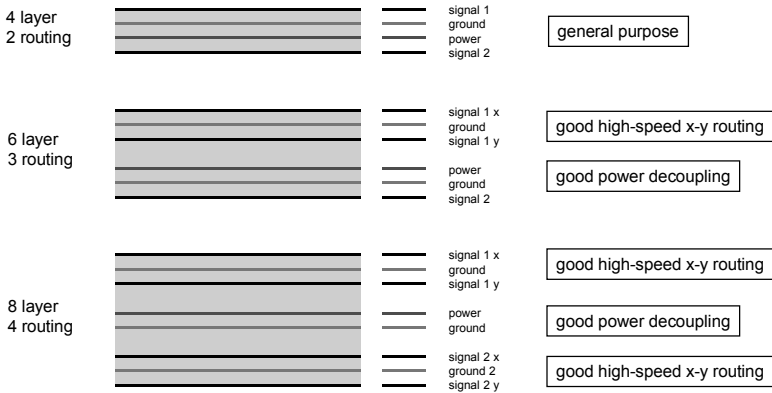 4 layer
2 routing
signal 1
ground
power
signal 2
general purpose
6 layer
3 routing
signal 1 x
ground
signal 1 y
power
ground
signal 2
good high-speed x-y routing
good power decoupling
8 layer
4 routing
signal 1 x
ground
signal 1 y
power
ground
signal 2 x
ground 2
signal 2 y
good high-speed x-y routing
good power decoupling
good high-speed x-y routing